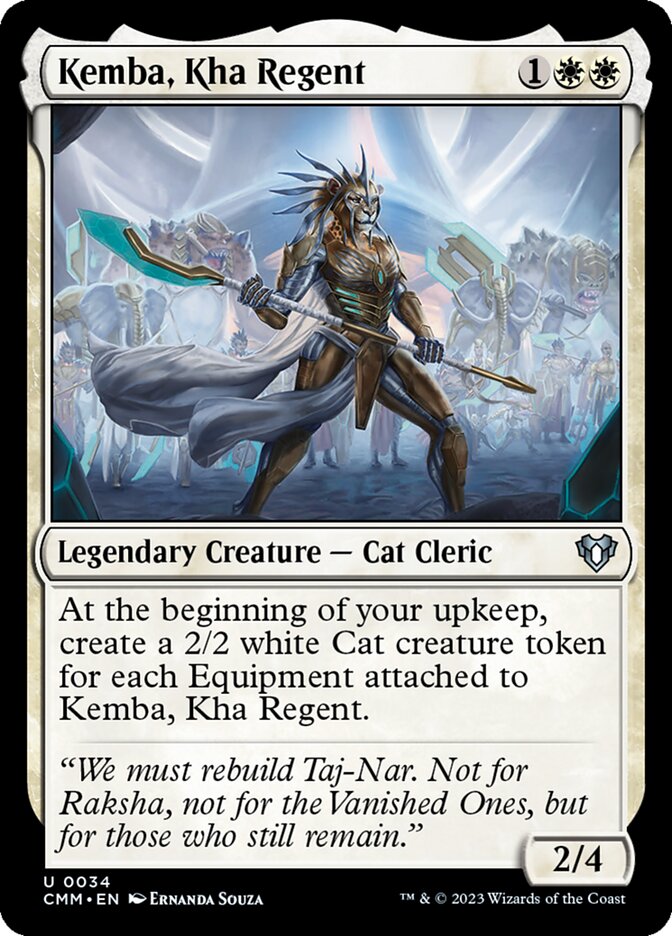 Kemba, Kha Regent 1
Legendary Creature — Cat Cleric
At the beginning of your upkeep,
create a 2/2 white Cat creature token
for each Equipment attached to
Kemba, Kha Regent.
“We must rebuild Taj-Nar. Not for
Raksha, not for the Vanished Ones, but
for those who still remain.”
2/4
U 0034
CMM • EN Ernanda Souza ™ & © 2023 Wizards of the Coast